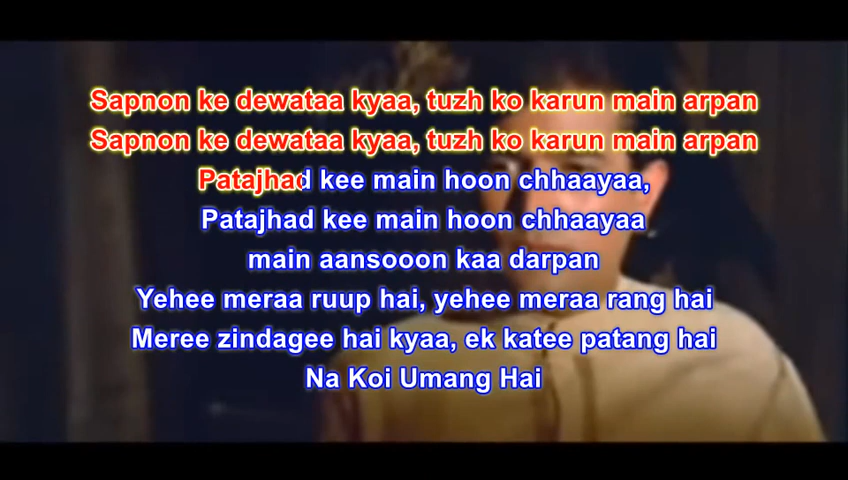 Sapnon ke dewataa kyaa, tuzh ko karun main arpan
Sapnon ke dewataa kyaa, tuzh ko karun main arpan
Patajhad kee main hoon chhaayaa,
Patajhad kee main hoon chhaayaa
main aansooon kaa darpan
Yehee meraa ruup hai, yehee meraa rang hai
Meree zindagee hai kyaa, ek katee patang hai
Na Koi Umang Hai